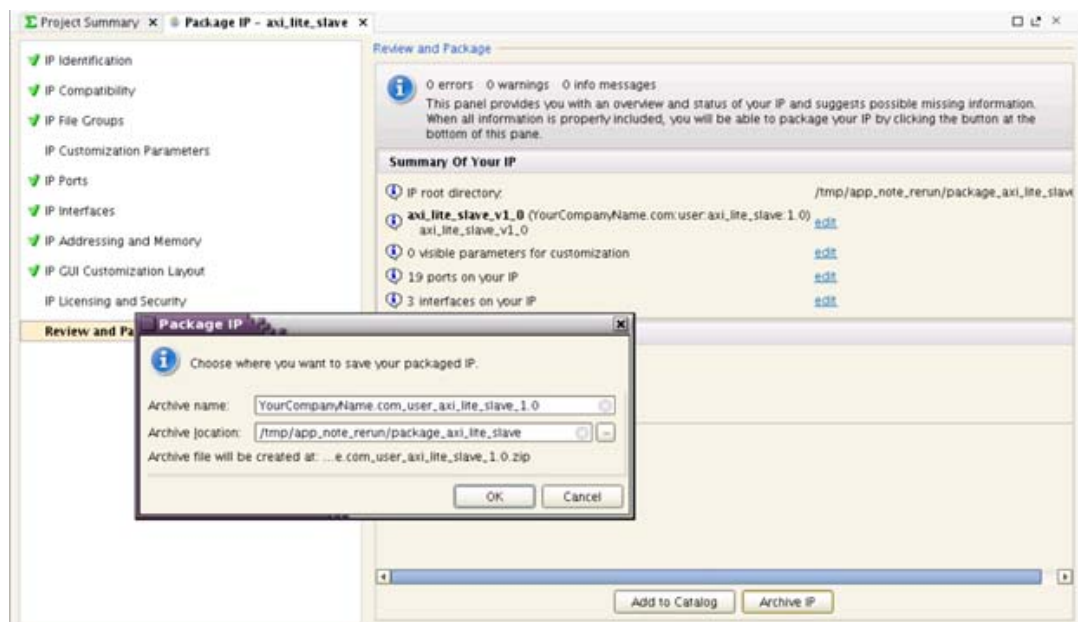 Project Summary × Package IP - axi_lite_slave ×
IP Identification
IP Compatibility
IP File Groups
IP Customization Parameters
IP Ports
IP Interfaces
IP Addressing and Memory
IP GUI Customization Layout
IP Licensing and Security
Review and Pa
Review and Package
0 errors 0 warnings 0 info messages
This panel provides you with an overview and status of your IP and suggests possible missing information.
When all information is properly included, you will be able to package your IP by clicking the button at the
bottom of this pane.
Summary Of Your IP
IP root directory: /tmp/app_note_rerun/package_axi_lite_slav
axi_lite_slave_v1_0 (YourCompanyName.com:user:axi_lite_slave:1.0) edit
axi_lite_slave_v1_0
0 visible parameters for customization edit
19 ports on your IP edit
3 interfaces on your IP edit
Package IP
Choose where you want to save your packaged IP.
Archive name: YourCompanyName.com_user_axi_lite_slave_1.0
Archive location: /tmp/app_note_rerun/package_axi_lite_slave
Archive file will be created at: ...e.com_user_axi_lite_slave_1.0.zip
OK Cancel
Add to Catalog Archive IP